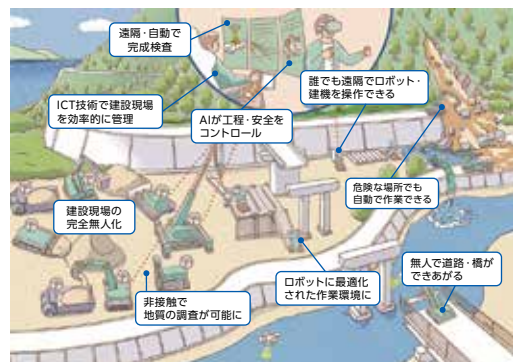 遠隔・自動で
完成検査
ICT技術で建設現場
を効率的に管理
AIが工程・安全を
コントロール
誰でも遠隔でロボット・
建機を操作できる
危険な場所でも
自動で作業できる
建設現場の
完全無人化
非接触で
地質の調査が可能に
ロボットに最適化
された作業環境に
無人で道路・橋が
できあがる